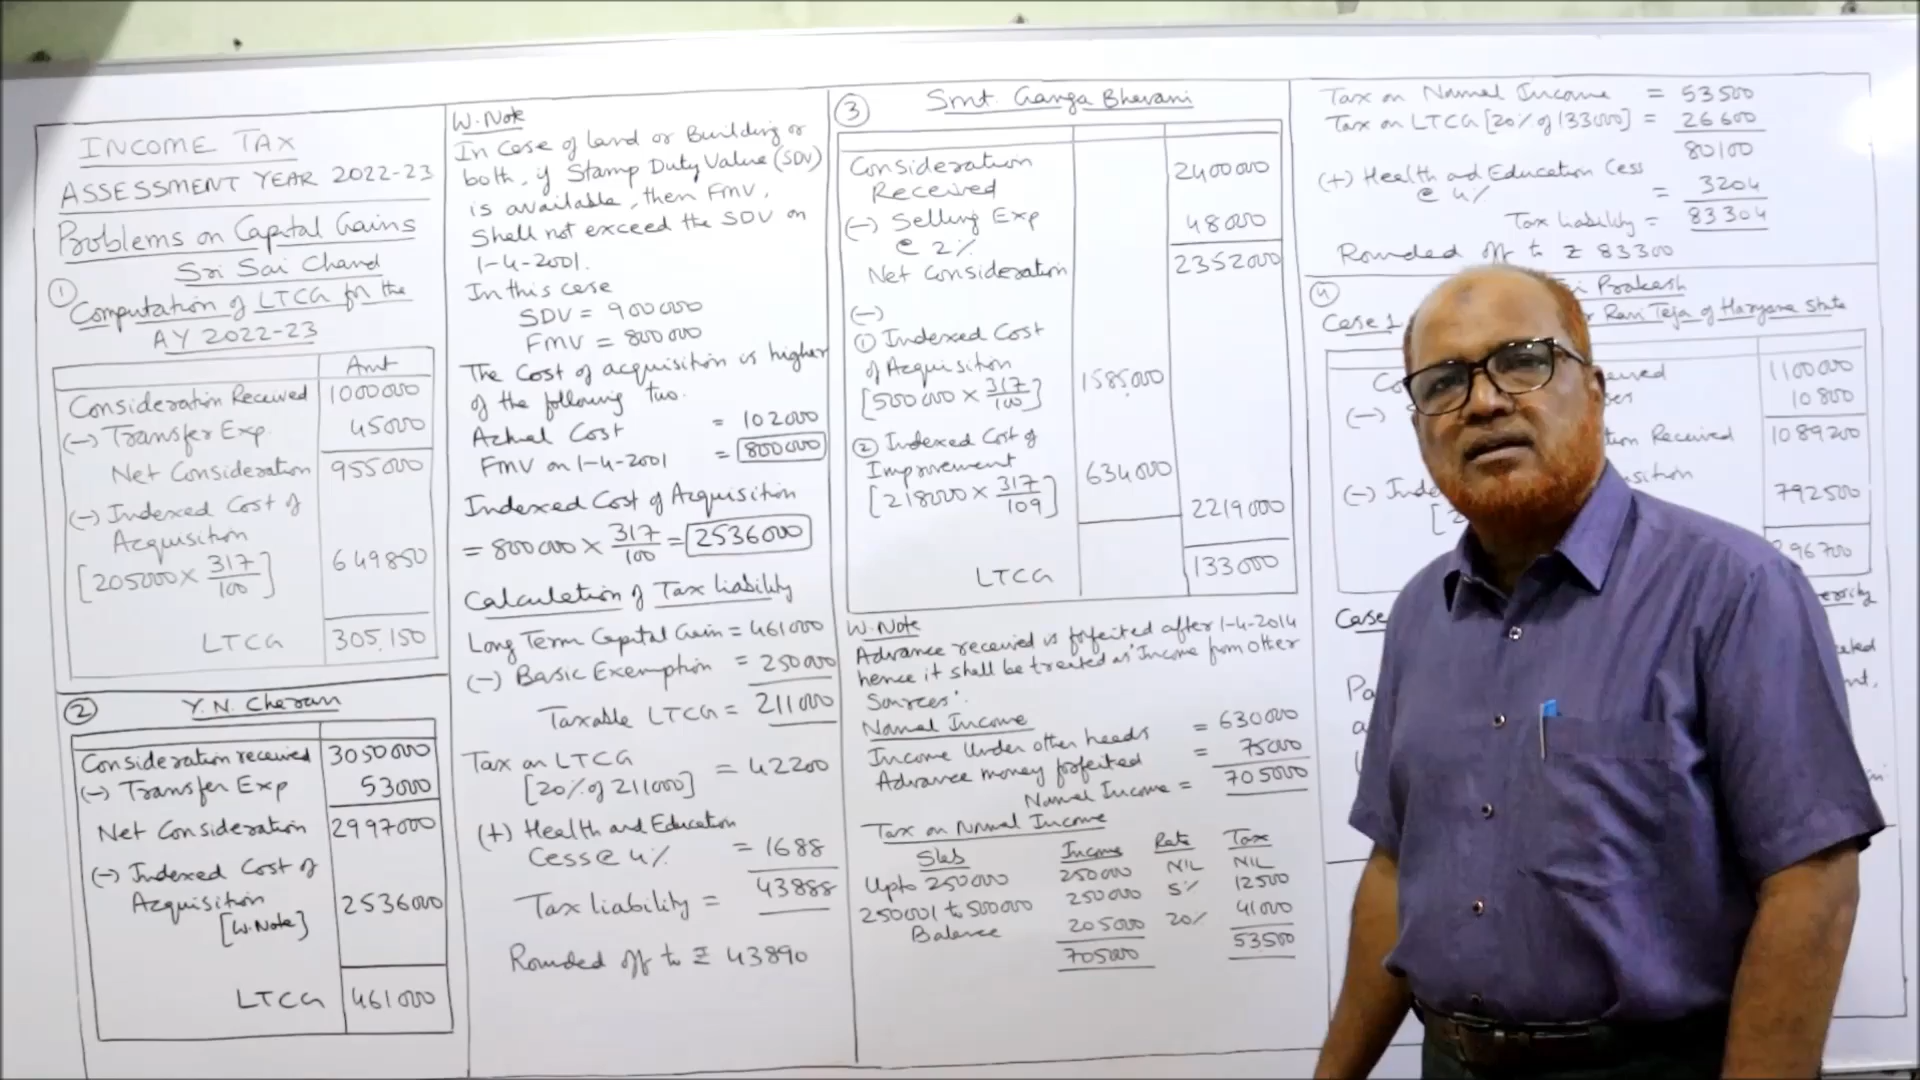 INCOME TAX
ASSESSMENT YEAR 2022-23
Problems on Capital Gains
① Sri Sai Chand
Computation of LTCG for the
AY 2022-23
Amt
Consideration Received 1000000
(-) Transfer Exp. 45000
Net Consideration 955000
(-) Indexed Cost of
Acquisition
[205000 × 317/100] 649850
LTCG 305,150
② Y.N. Cheran
Consideration received 3050000
(-) Transfer Exp 53000
Net Consideration 2997000
(-) Indexed Cost of
Acquisition 2536000
[W.Note]
LTCG 461000
W.Note
In Case of Land or Building or
both, if Stamp Duty Value (SDV)
is available, then FMV,
Shall not exceed the SDV on
1-4-2001.
In this case
SDV = 900000
FMV = 800000
The Cost of acquisition is higher
of the following two.
Actual Cost = 102000
FMV on 1-4-2001 = 800000
Indexed Cost of Acquisition
= 800000 × 317/100 = 2536000
Calculation of Tax liability
Long Term Capital Gain = 461000
(-) Basic Exemption = 250000
Taxable LTCG = 211000
Tax on LTCG
[20% of 211000] = 42200
(+) Health and Education
Cess @ 4% = 1688
Tax liability = 43888
Rounded off to ₹ 43890
③ Smt. Ganga Bhavani
Consideration
Received 2400000
(-) Selling Exp
@ 2% 48000
Net Consideration 2352000
(-)
① Indexed Cost
of Acquisition
[500000 × 317/100] 1585000
② Indexed Cost of
Improvement
[218000 × 317/109] 634000
2219000
LTCG 133000
W.Note
Advance received is forfeited after 1-4-2014
hence it shall be treated as 'Income from other
Sources'.
Normal Income
Income Under other heads = 630000
Advance money forfeited = 75000
Normal Income = 705000
Tax on Normal Income
Slab Income Rate Tax
Upto 250000 250000 NIL NIL
250001 to 500000 250000 5% 12500
Balance 205000 20% 41000
705000 53500
Tax on Normal Income = 53500
Tax on LTCG [20% of 133000] = 26600
80100
(+) Health and Education Cess
@ 4% = 3204
Tax liability = 83304
Rounded off to ₹ 83300
④ Prakash
Case 1 Ravi Teja of Haryana State
1100000
(-) 10800
Received 1089200
(-) Inde
792500
96700
Case